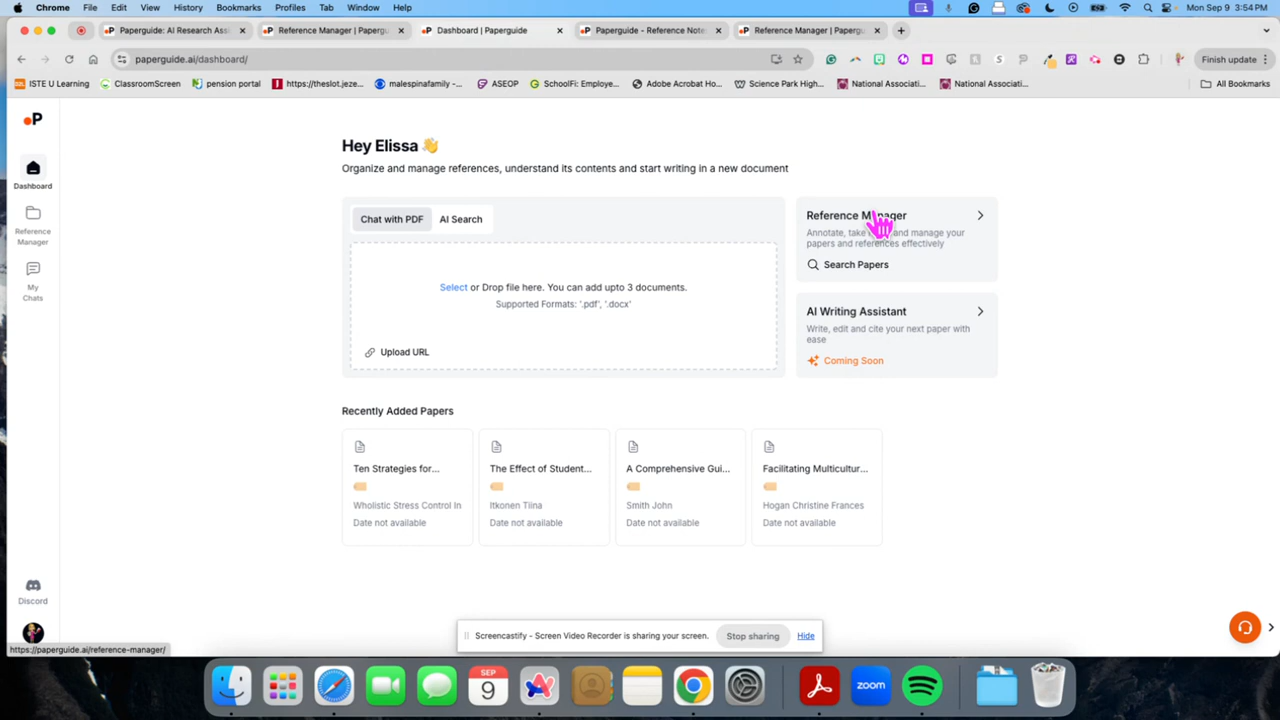 Chrome File Edit View History Bookmarks Profiles Tab Window Help Mon Sep 9 3:54 PM
Paperguide: AI Research Assi Reference Manager | Papergu Dashboard | Paperguide Paperguide - Reference Note Reference Manager | Papergu
paperguide.ai/dashboard/ Finish update
ISTE U Learning ClassroomScreen pension portal https://theslot.jeze... malespinafamily -... ASEOP SchoolFi: Employe... Adobe Acrobat Ho... Science Park High... National Associati... National Associati... All Bookmarks
P
Dashboard
Reference
Manager
My
Chats
Discord
Hey Elissa 👋
Organize and manage references, understand its contents and start writing in a new document
Chat with PDF AI Search
Select or Drop file here. You can add upto 3 documents.
Supported Formats: '.pdf', '.docx'
Upload URL
Reference Manager
Annotate, take and manage your
papers and references effectively
Search Papers
AI Writing Assistant
Write, edit and cite your next paper with
ease
Coming Soon
Recently Added Papers
Ten Strategies for...
Wholistic Stress Control In
Date not available
The Effect of Student...
Itkonen Tiina
Date not available
A Comprehensive Gui...
Smith John
Date not available
Facilitating Multicultur...
Hogan Christine Frances
Date not available
Screencastify - Screen Video Recorder is sharing your screen. Stop sharing Hide
https://paperguide.ai/reference-manager/
SEP
9
zoom